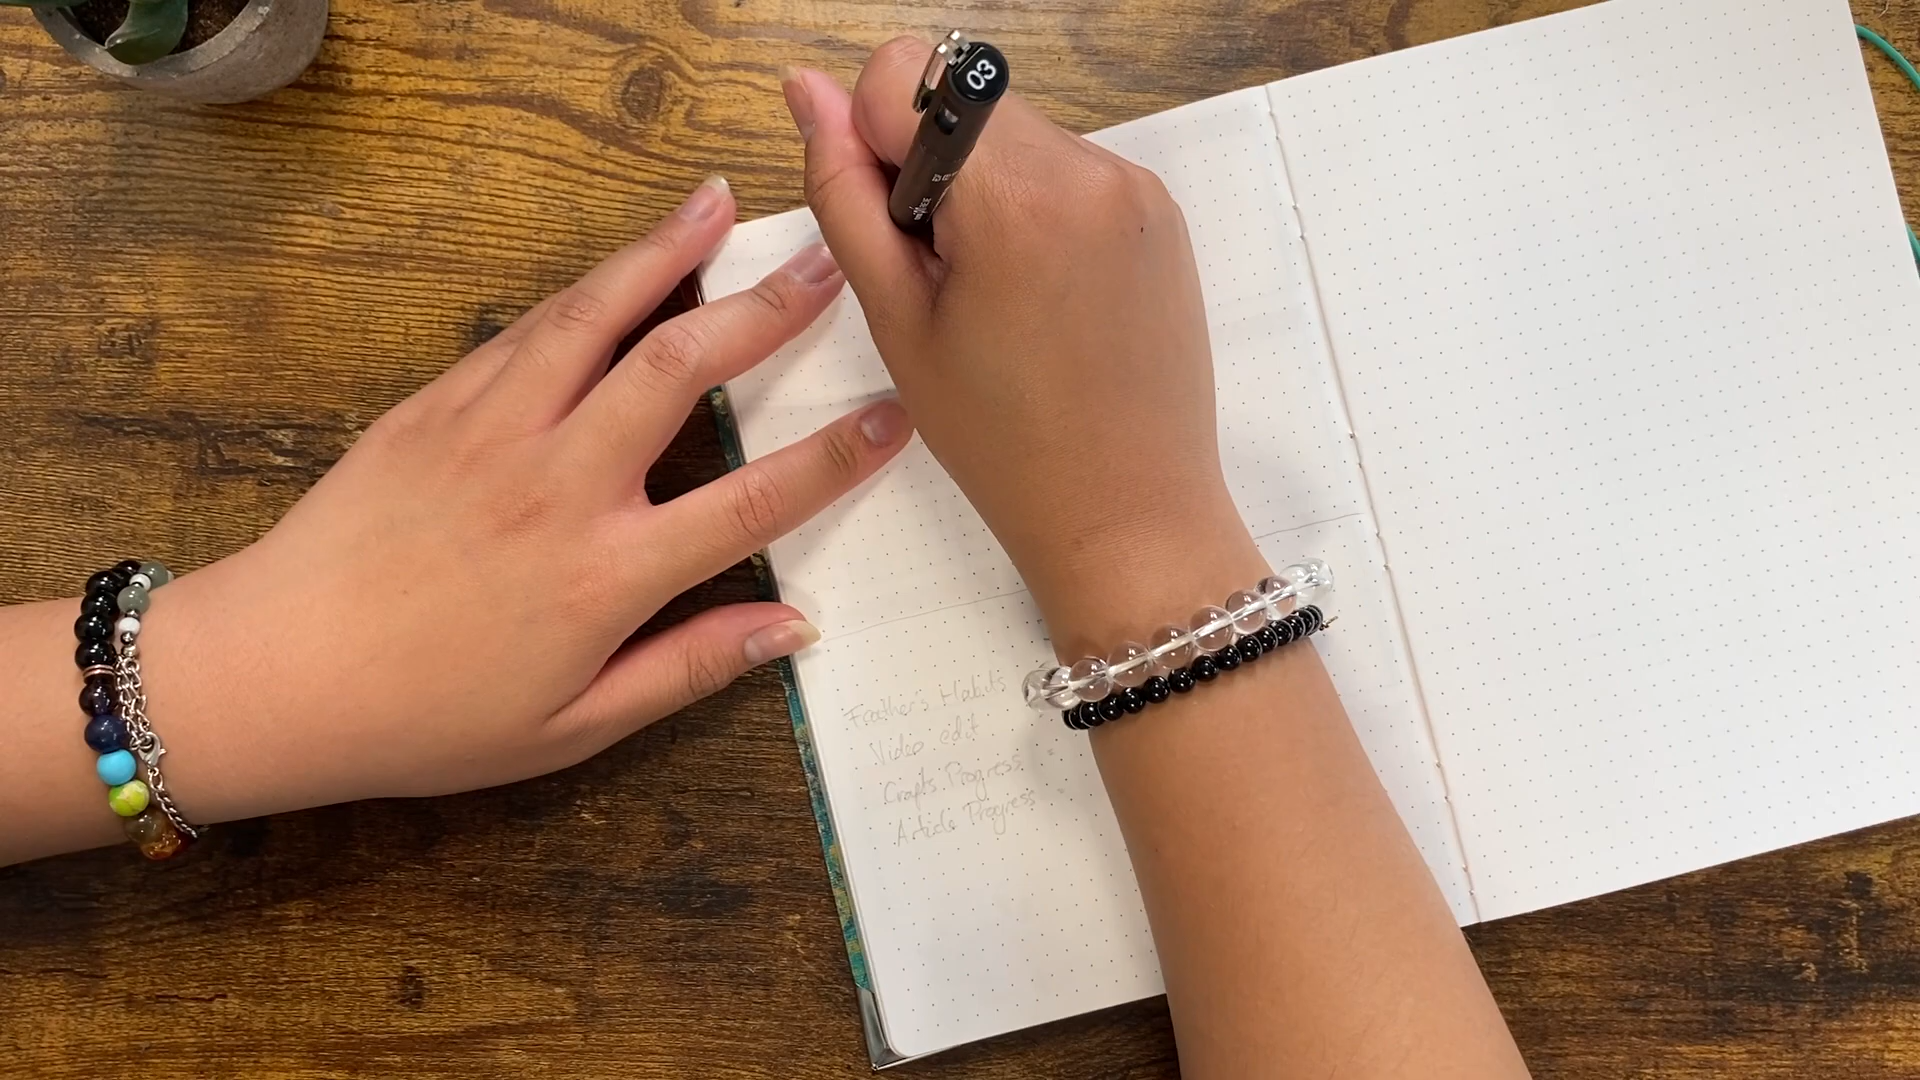 03
Feather's Habits
Video edit
Crafts Progress
Article Progress